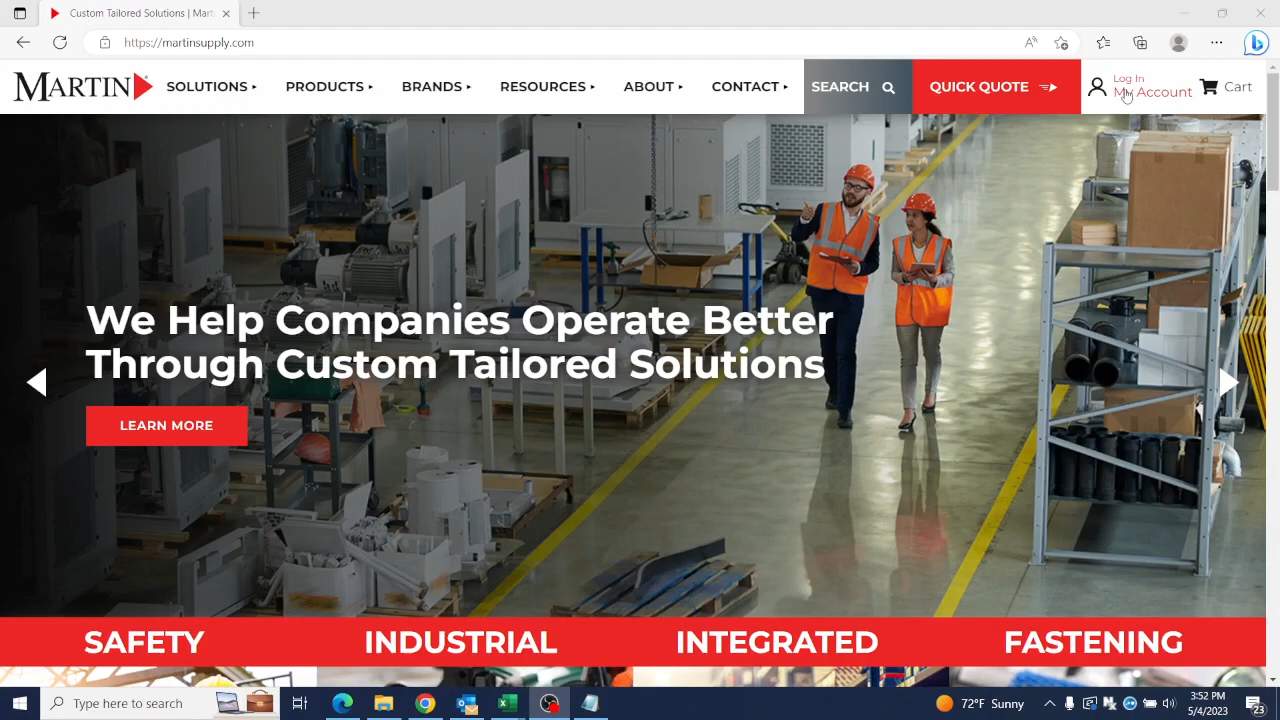 Custom Tailored Solutions | Mart
https://martinsupply.com
MARTIN
SOLUTIONS
PRODUCTS
BRANDS
RESOURCES
ABOUT
CONTACT
SEARCH
QUICK QUOTE
Log In
My Account
Cart
We Help Companies Operate Better
Through Custom Tailored Solutions
LEARN MORE
SAFETY
INDUSTRIAL
INTEGRATED
FASTENING
Type here to search
72°F Sunny
3:52 PM
5/4/2023
23